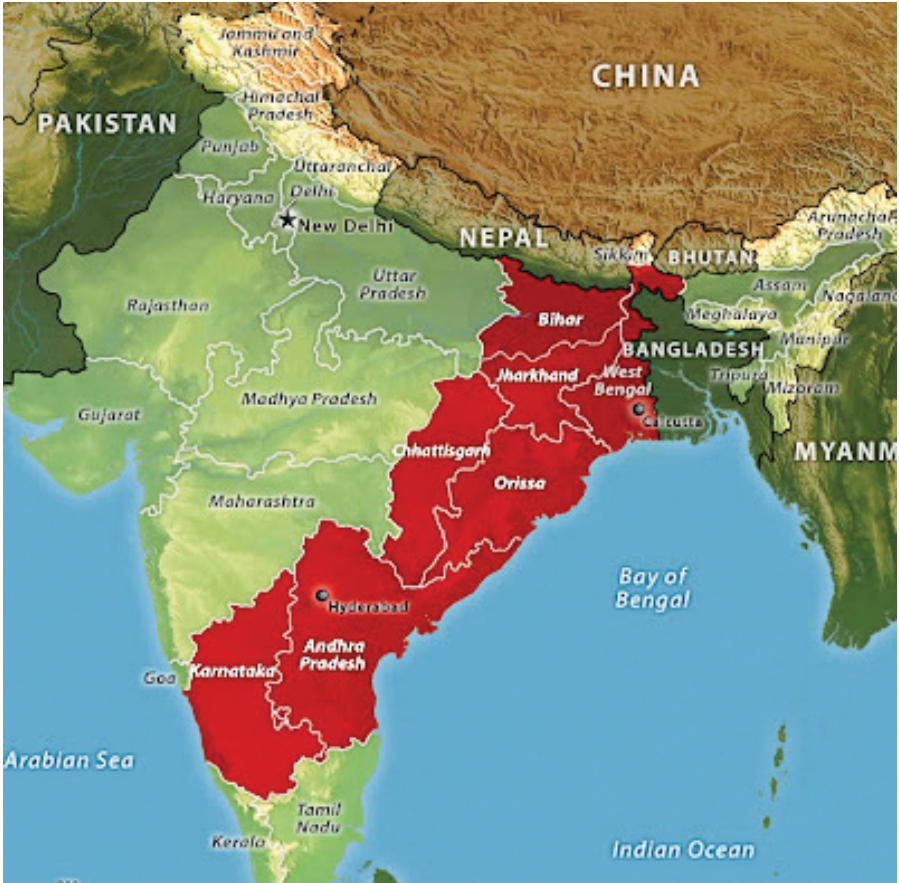 Jammu and
Kashmir
CHINA
Himachal
Pradesh
PAKISTAN
Punjab
Uttaranchal
Haryana
Delhi
New Delhi
Arunachal
Pradesh
NEPAL
Sikkim
BHUTAN
Uttar
Pradesh
Assam
Nagaland
Rajasthan
Meghalaya
Bihar
Manipur
BANGLADESH
Jharkhand
West
Bengal
Tripura
Mizoram
Madhya Pradesh
Gujarat
Calcutta
Chhattisgarh
MYANM
Orissa
Maharashtra
Bay of
Bengal
Hyderabad
Andhra
Pradesh
Karnataka
Goa
Arabian Sea
Tamil
Nadu
Kerala
Indian Ocean